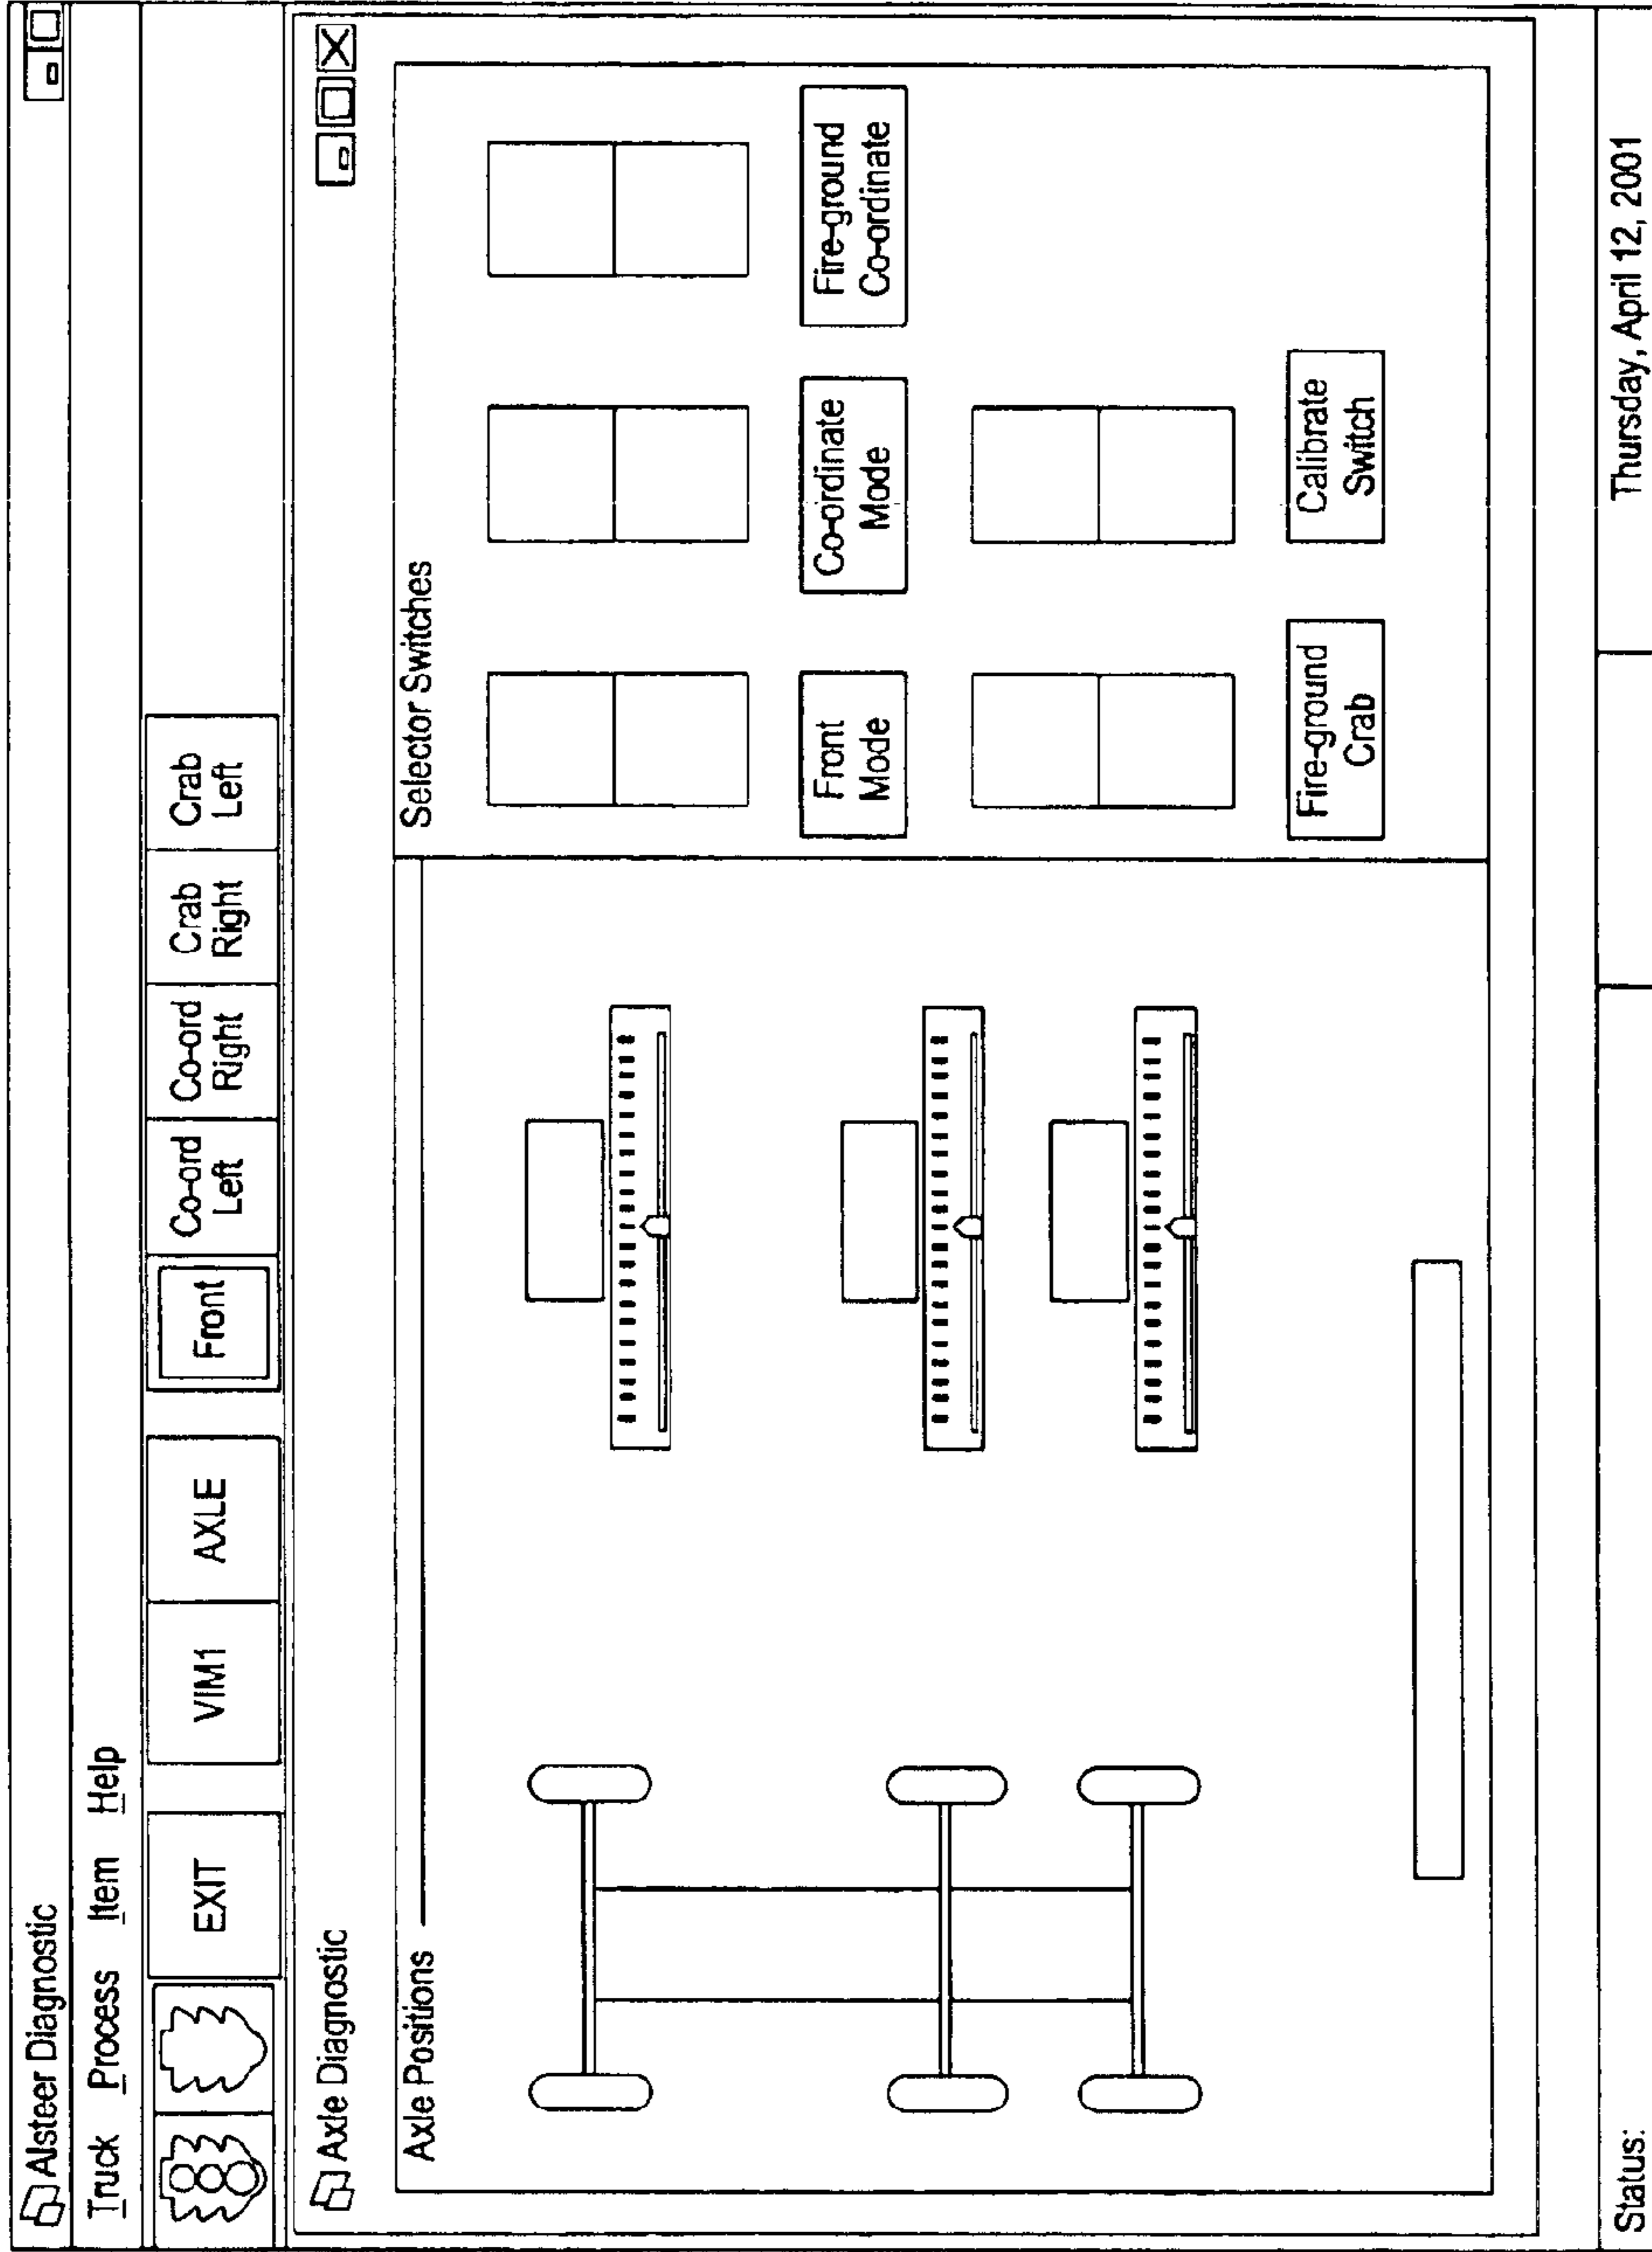 Alsteer Diagnostic
Truck Process Item Help
EXIT
VIM1
AXLE
Front
Co-ord
Left
Co-ord
Right
Crab
Right
Crab
Left
Axle Diagnostic
Axle Positions
Selector Switches
Front
Mode
Co-ordinate
Mode
Fire-ground
Co-ordinate
Fire-ground
Crab
Calibrate
Switch
Status:
Thursday, April 12, 2001